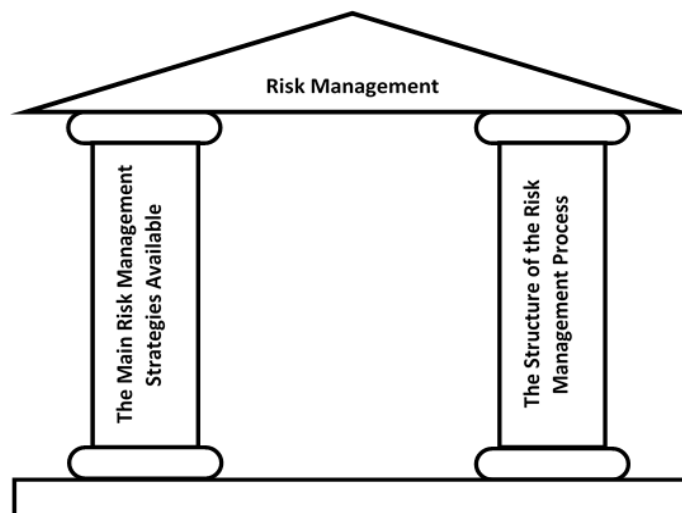 Risk Management
The Main Risk Management
Strategies Available
The Structure of the Risk
Management Process